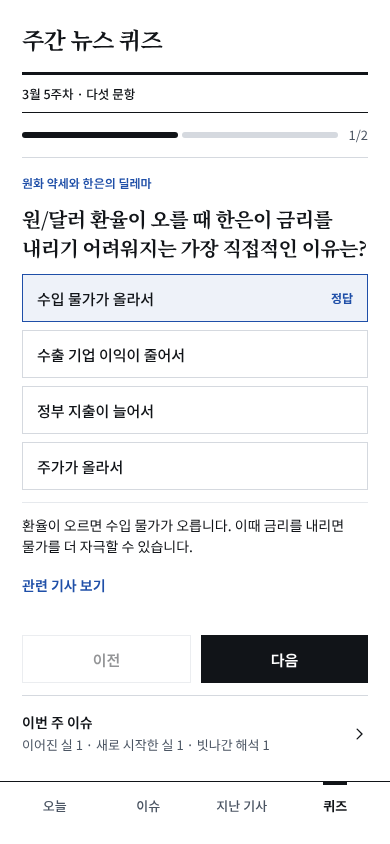 주간 뉴스 퀴즈
3월 5주차 · 다섯 문항
1/2
원화 약세와 한은의 딜레마
원/달러 환율이 오를 때 한은이 금리를
내리기 어려워지는 가장 직접적인 이유는?
수입 물가가 올라서
정답
수출 기업 이익이 줄어서
정부 지출이 늘어서
주가가 올라서
환율이 오르면 수입 물가가 오릅니다. 이때 금리를 내리면
물가를 더 자극할 수 있습니다.
관련 기사 보기
이전
다음
이번 주 이슈
이어진 실 1 · 새로 시작한 실 1 · 빗나간 해석 1
오늘
이슈
지난 기사
퀴즈